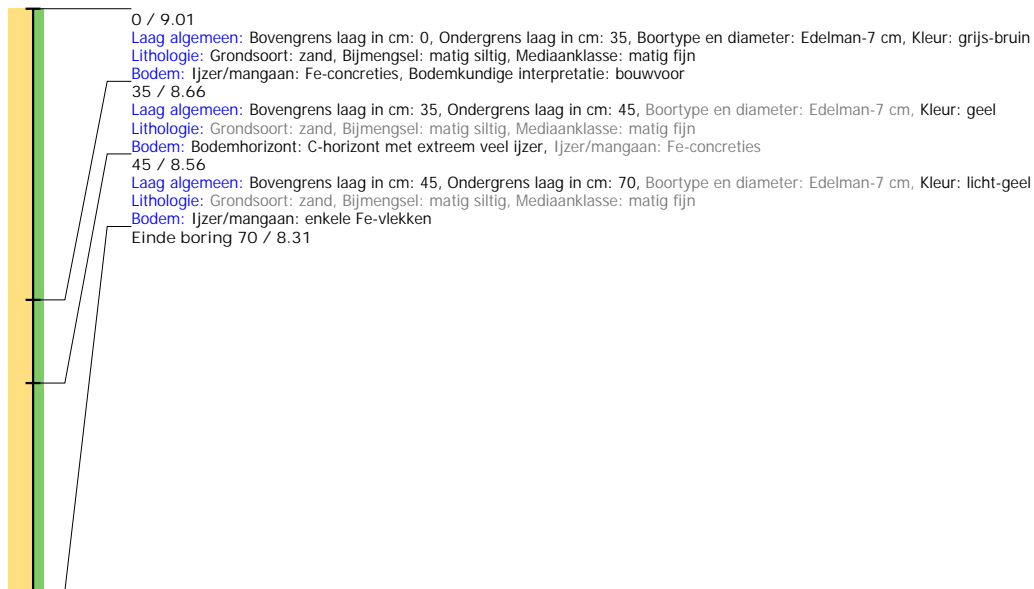 0 / 9.01
Laag algemeen: Bovengrens laag in cm: 0, Ondergrens laag in cm: 35, Boortype en diameter: Edelman-7 cm, Kleur: grijs-bruin
Lithologie: Grondsoort: zand, Bijmengsel: matig siltig, Mediaanklasse: matig fijn
Bodem: Ijzer/mangaan: Fe-concreties, Bodemkundige interpretatie: bouwvoor
35 / 8.66
Laag algemeen: Bovengrens laag in cm: 35, Ondergrens laag in cm: 45, Boortype en diameter: Edelman-7 cm, Kleur: geel
Lithologie: Grondsoort: zand, Bijmengsel: matig siltig, Mediaanklasse: matig fijn
Bodem: Bodemhorizont: C-horizont met extreem veel ijzer, Ijzer/mangaan: Fe-concreties
45 / 8.56
Laag algemeen: Bovengrens laag in cm: 45, Ondergrens laag in cm: 70, Boortype en diameter: Edelman-7 cm, Kleur: licht-geel
Lithologie: Grondsoort: zand, Bijmengsel: matig siltig, Mediaanklasse: matig fijn
Bodem: Ijzer/mangaan: enkele Fe-vlekken
Einde boring 70 / 8.31